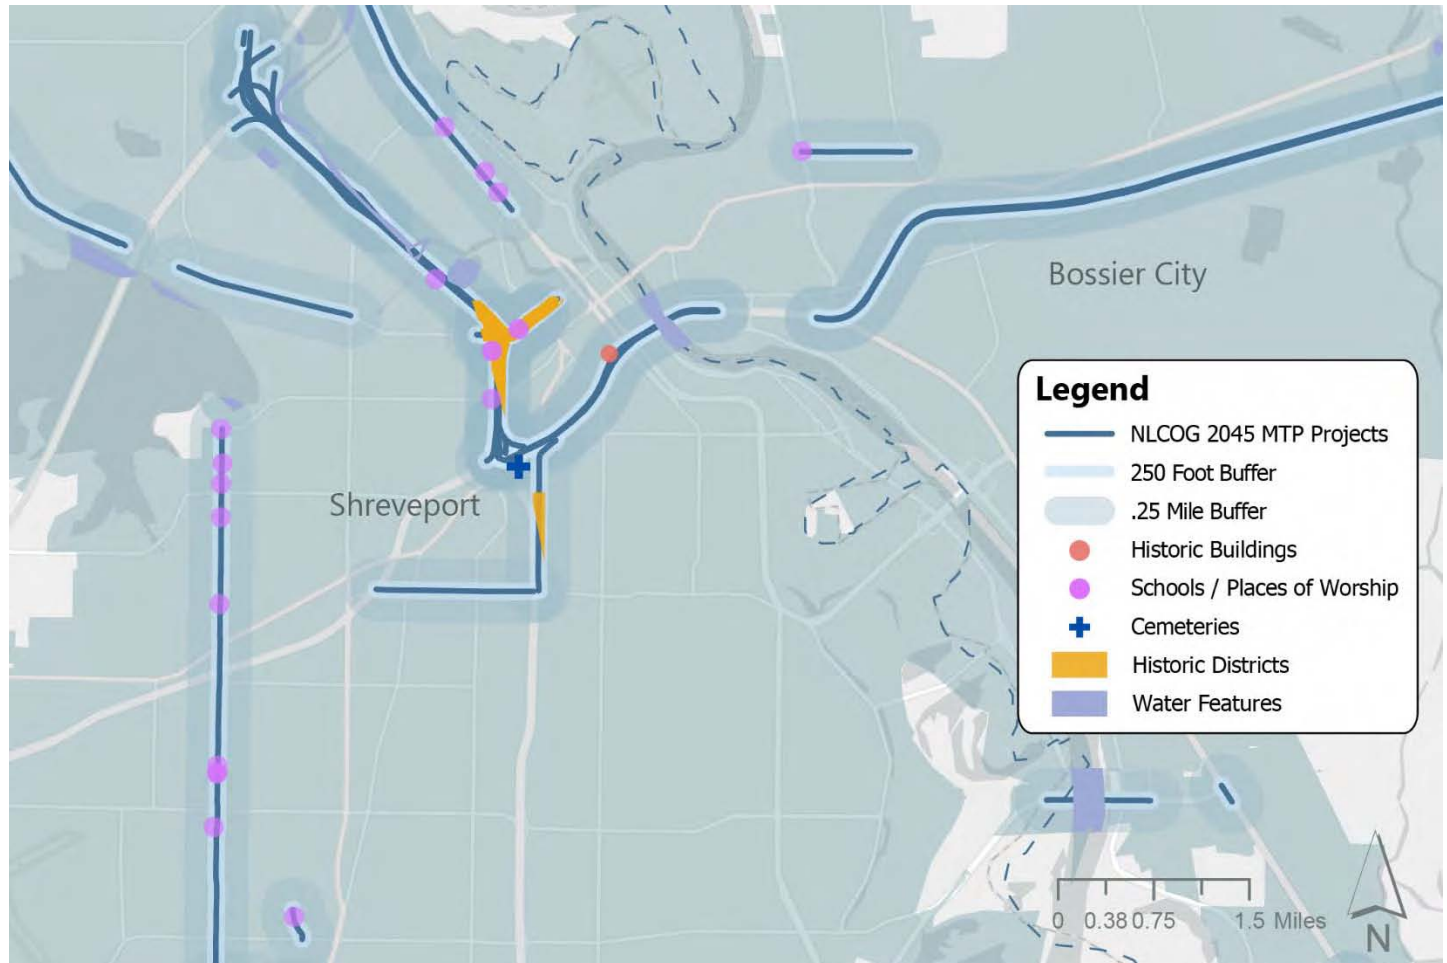 Bossier City
Legend
NLCOG 2045 MTP Projects
250 Foot Buffer
.25 Mile Buffer
Historic Buildings
Schools / Places of Worship
Cemeteries
Historic Districts
Water Features
Shreveport
0 0.38 0.75 1.5 Miles
N